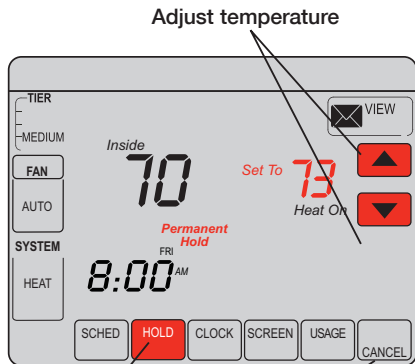 Adjust temperature
TIER
MEDIUM
VIEW
Inside
70
Set To
73
Heat On
FAN
AUTO
Permanent
Hold
SYSTEM
HEAT
FRI
8:00 AM
SCHED
HOLD
CLOCK
SCREEN
USAGE
CANCEL